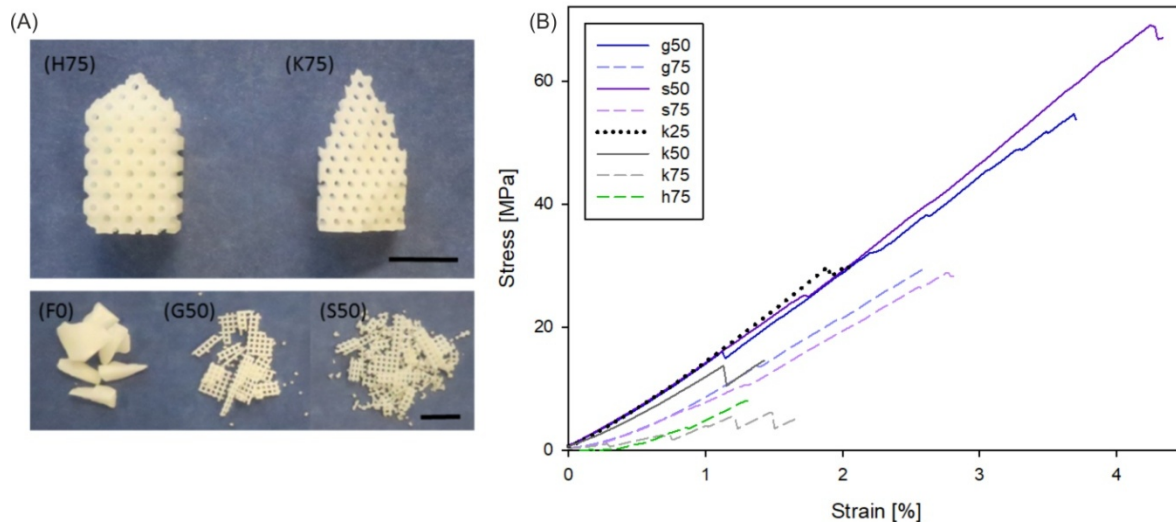 (A)
(H75)
(K75)
(F0)
(G50)
(S50)
(B)
g50
g75
s50
s75
k25
k50
k75
h75
60
40
20
0
0
1
2
3
4
Stress [MPa]
Strain [%]